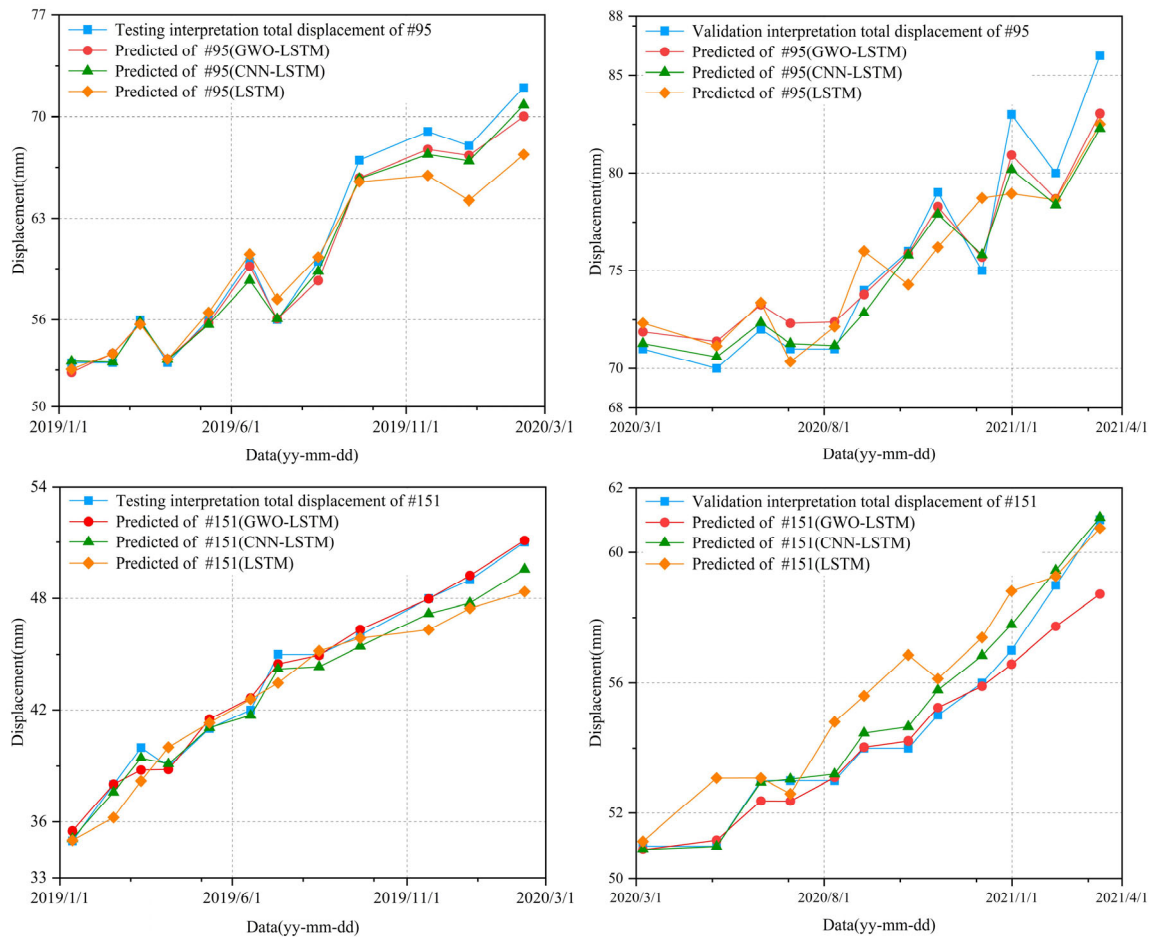 77
70
63
56
50
Displacement(mm)
Testing interpretation total displacement of #95
Predicted of #95(GWO-LSTM)
Predicted of #95(CNN-LSTM)
Predicted of #95(LSTM)
2019/1/1 2019/6/1 2019/11/1 2020/3/1
Data(yy-mm-dd)
88
85
80
75
70
68
Displacement(mm)
Validation interpretation total displacement of #95
Predicted of #95(GWO-LSTM)
Predicted of #95(CNN-LSTM)
Predicted of #95(LSTM)
2020/3/1 2020/8/1 2021/1/1 2021/4/1
Data(yy-mm-dd)
54
48
42
36
33
Displacement(mm)
Testing interpretation total displacement of #151
Predicted of #151(GWO-LSTM)
Predicted of #151(CNN-LSTM)
Predicted of #151(LSTM)
2019/1/1 2019/6/1 2019/11/1 2020/3/1
Data(yy-mm-dd)
62
60
56
52
50
Displacement(mm)
Validation interpretation total displacement of #151
Predicted of #151(GWO-LSTM)
Predicted of #151(CNN-LSTM)
Predicted of #151(LSTM)
2020/3/1 2020/8/1 2021/1/1 2021/4/1
Data(yy-mm-dd)